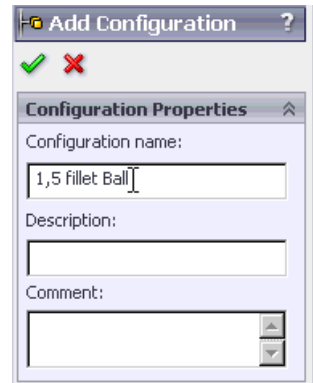 Add Configuration ?
Configuration Properties
Configuration name:
1,5 fillet Ball
Description:
Comment: